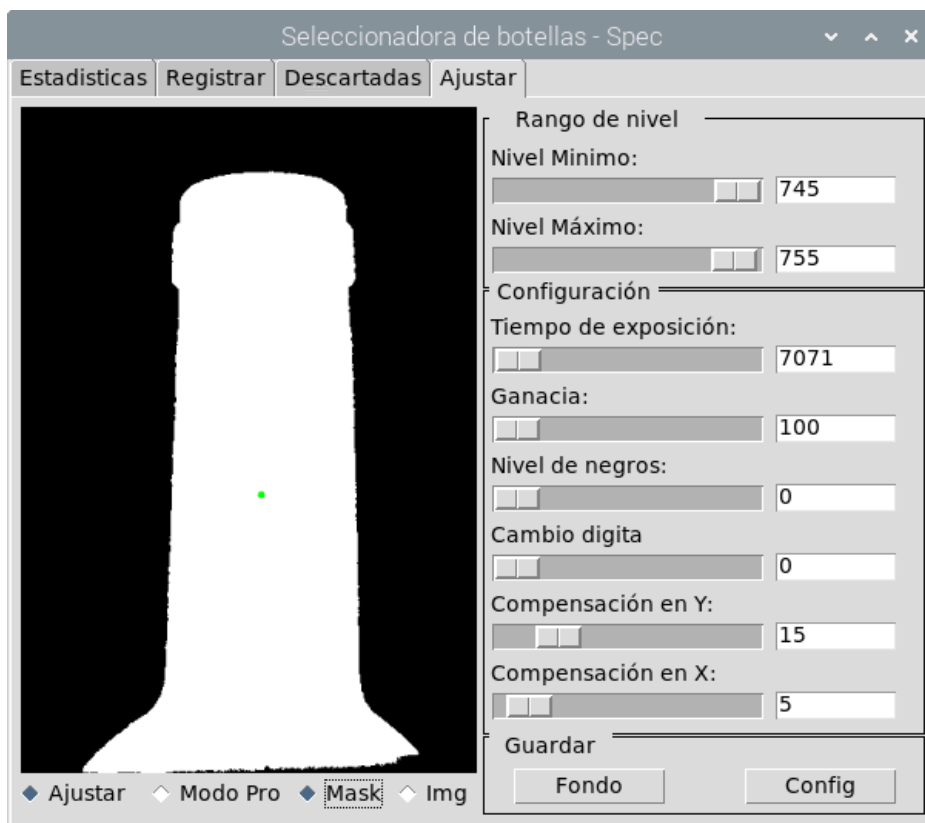 Seleccionadora de botellas - Spec
Estadisticas Registrar Descartadas Ajustar
Rango de nivel
Nivel Minimo:
745
Nivel Máximo:
755
Configuración
Tiempo de exposición:
7071
Ganacia:
100
Nivel de negros:
0
Cambio digita
0
Compensación en Y:
15
Compensación en X:
5
Guardar
Fondo Config
Ajustar Modo Pro Mask Img